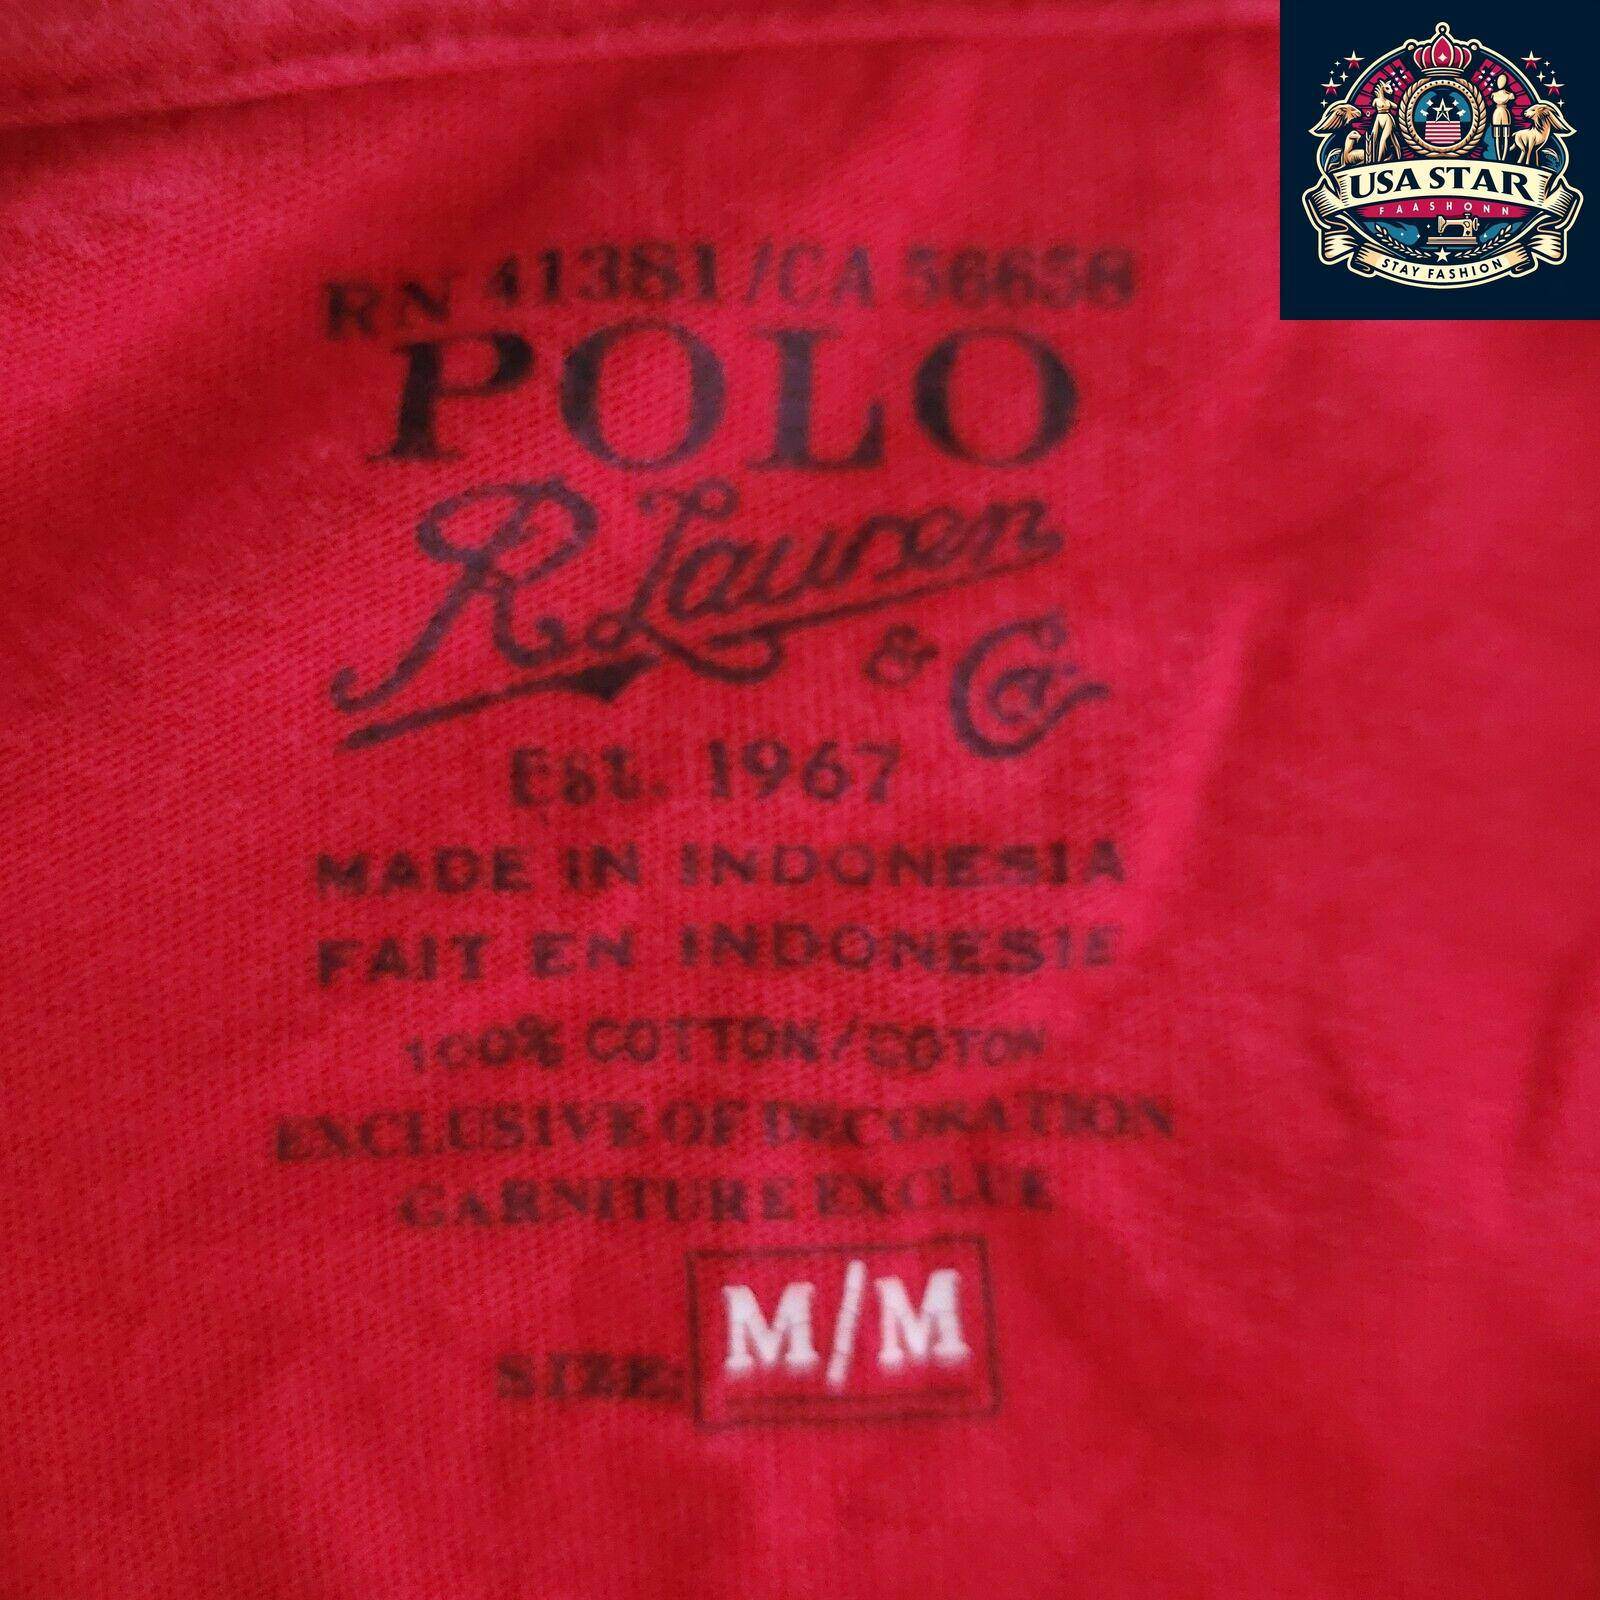 USA STAR
FAASHONN
STAY FASHION
RN 41381/CA 56658
POLO
R Lauren
& Co
Est. 1967
MADE IN INDONESIA
FAIT EN INDONESIE
100% COTTON/COTON
EXCLUSIVE OF DECORATION
GARNITURE EXCLUE
SIZE: M/M